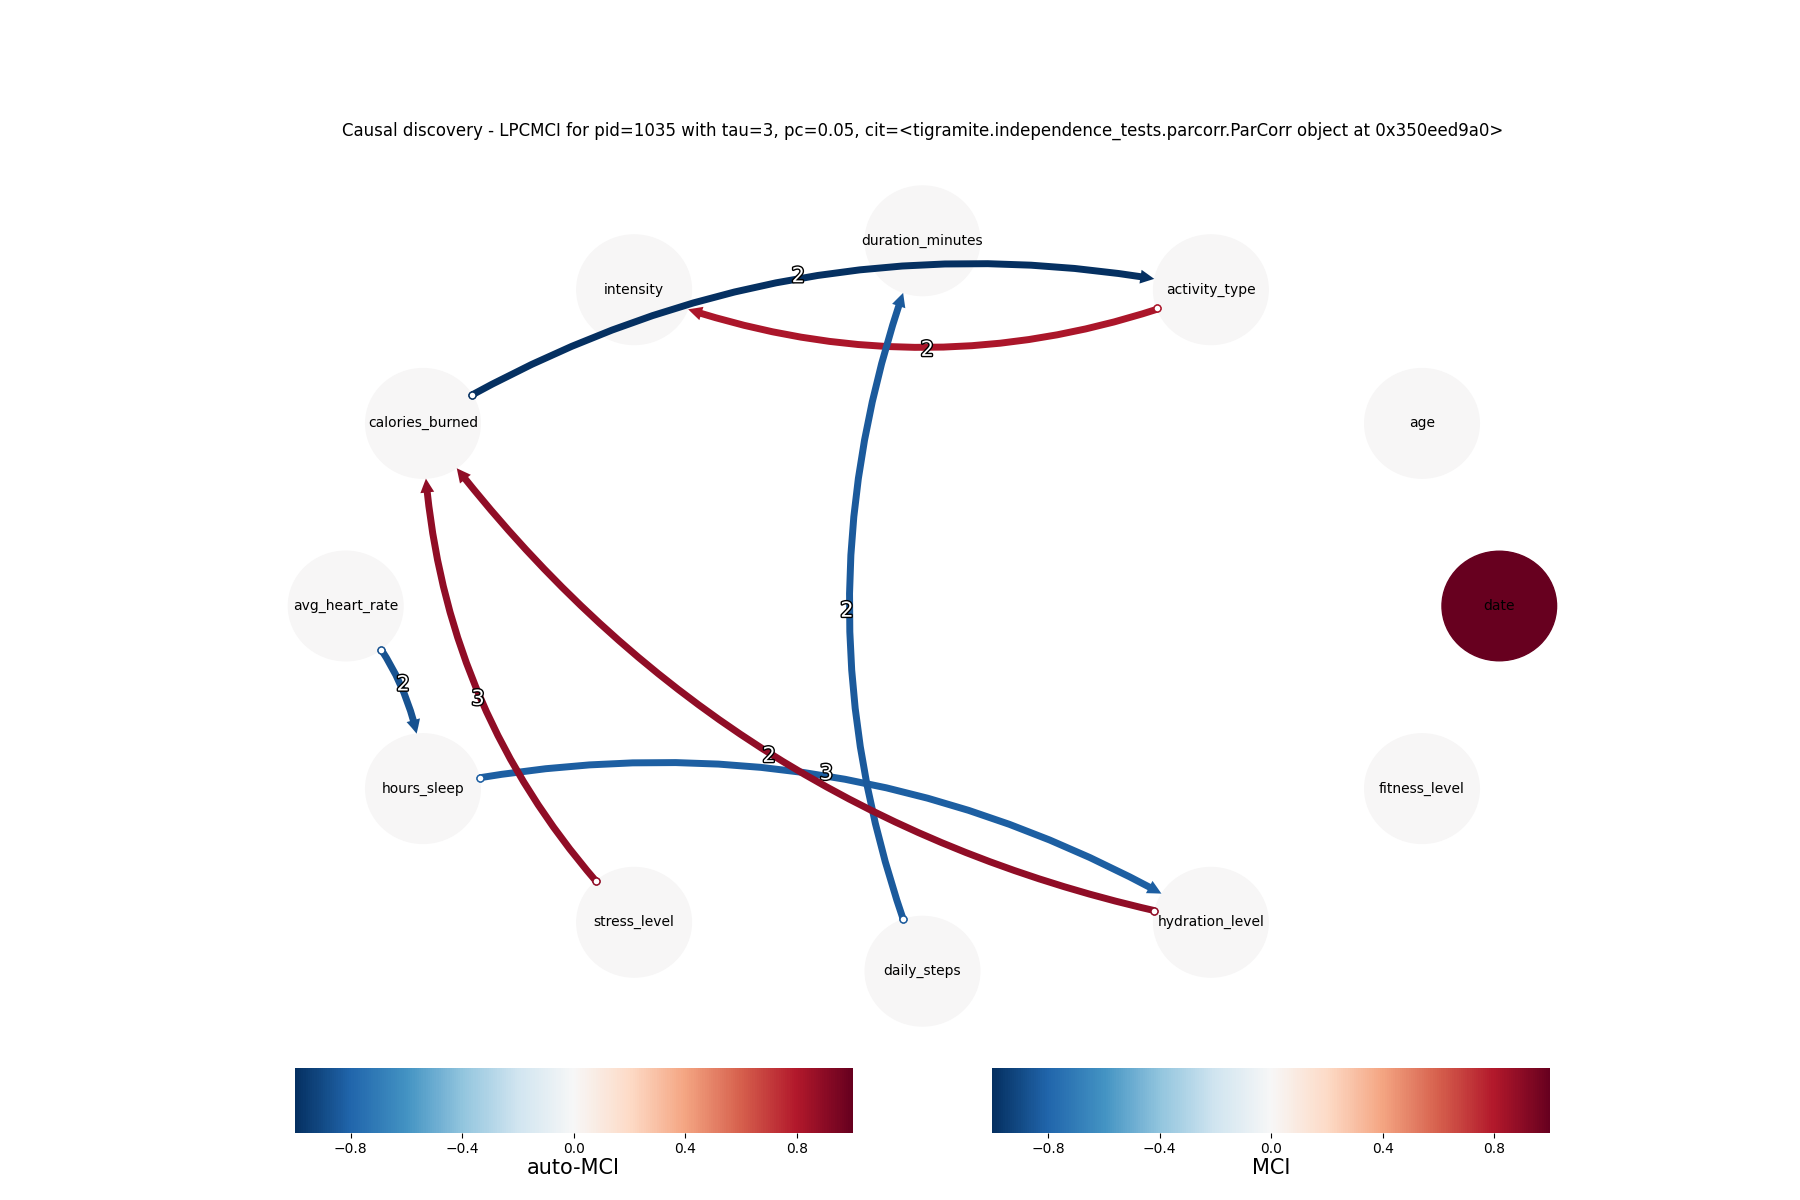 Causal discovery - LPCMCI for pid=1035 with tau=3, pc=0.05, cit=<tigramite.independence_tests.parcorr.ParCorr object at 0x350eed9a0>
duration_minutes
2
intensity
activity_type
2
calories_burned
age
avg_heart_rate
2
date
2
3
2
3
hours_sleep
fitness_level
stress_level
hydration_level
daily_steps
−0.8 −0.4 0.0 0.4 0.8
auto-MCI
−0.8 −0.4 0.0 0.4 0.8
MCI